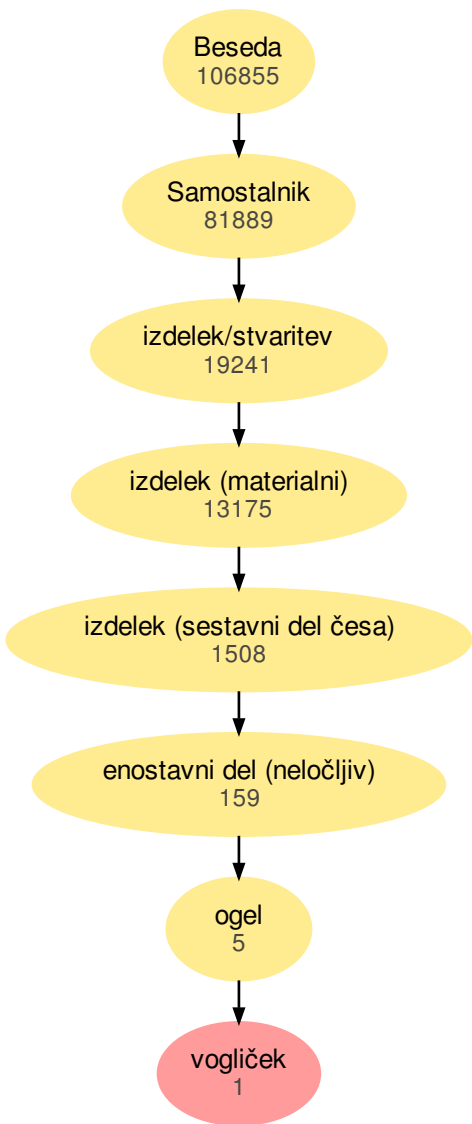 Beseda
106855
Samostalnik
81889
izdelek/stvaritev
19241
izdelek (materialni)
13175
izdelek (sestavni del česa)
1508
enostavni del (neločljiv)
159
ogel
5
vogliček
1